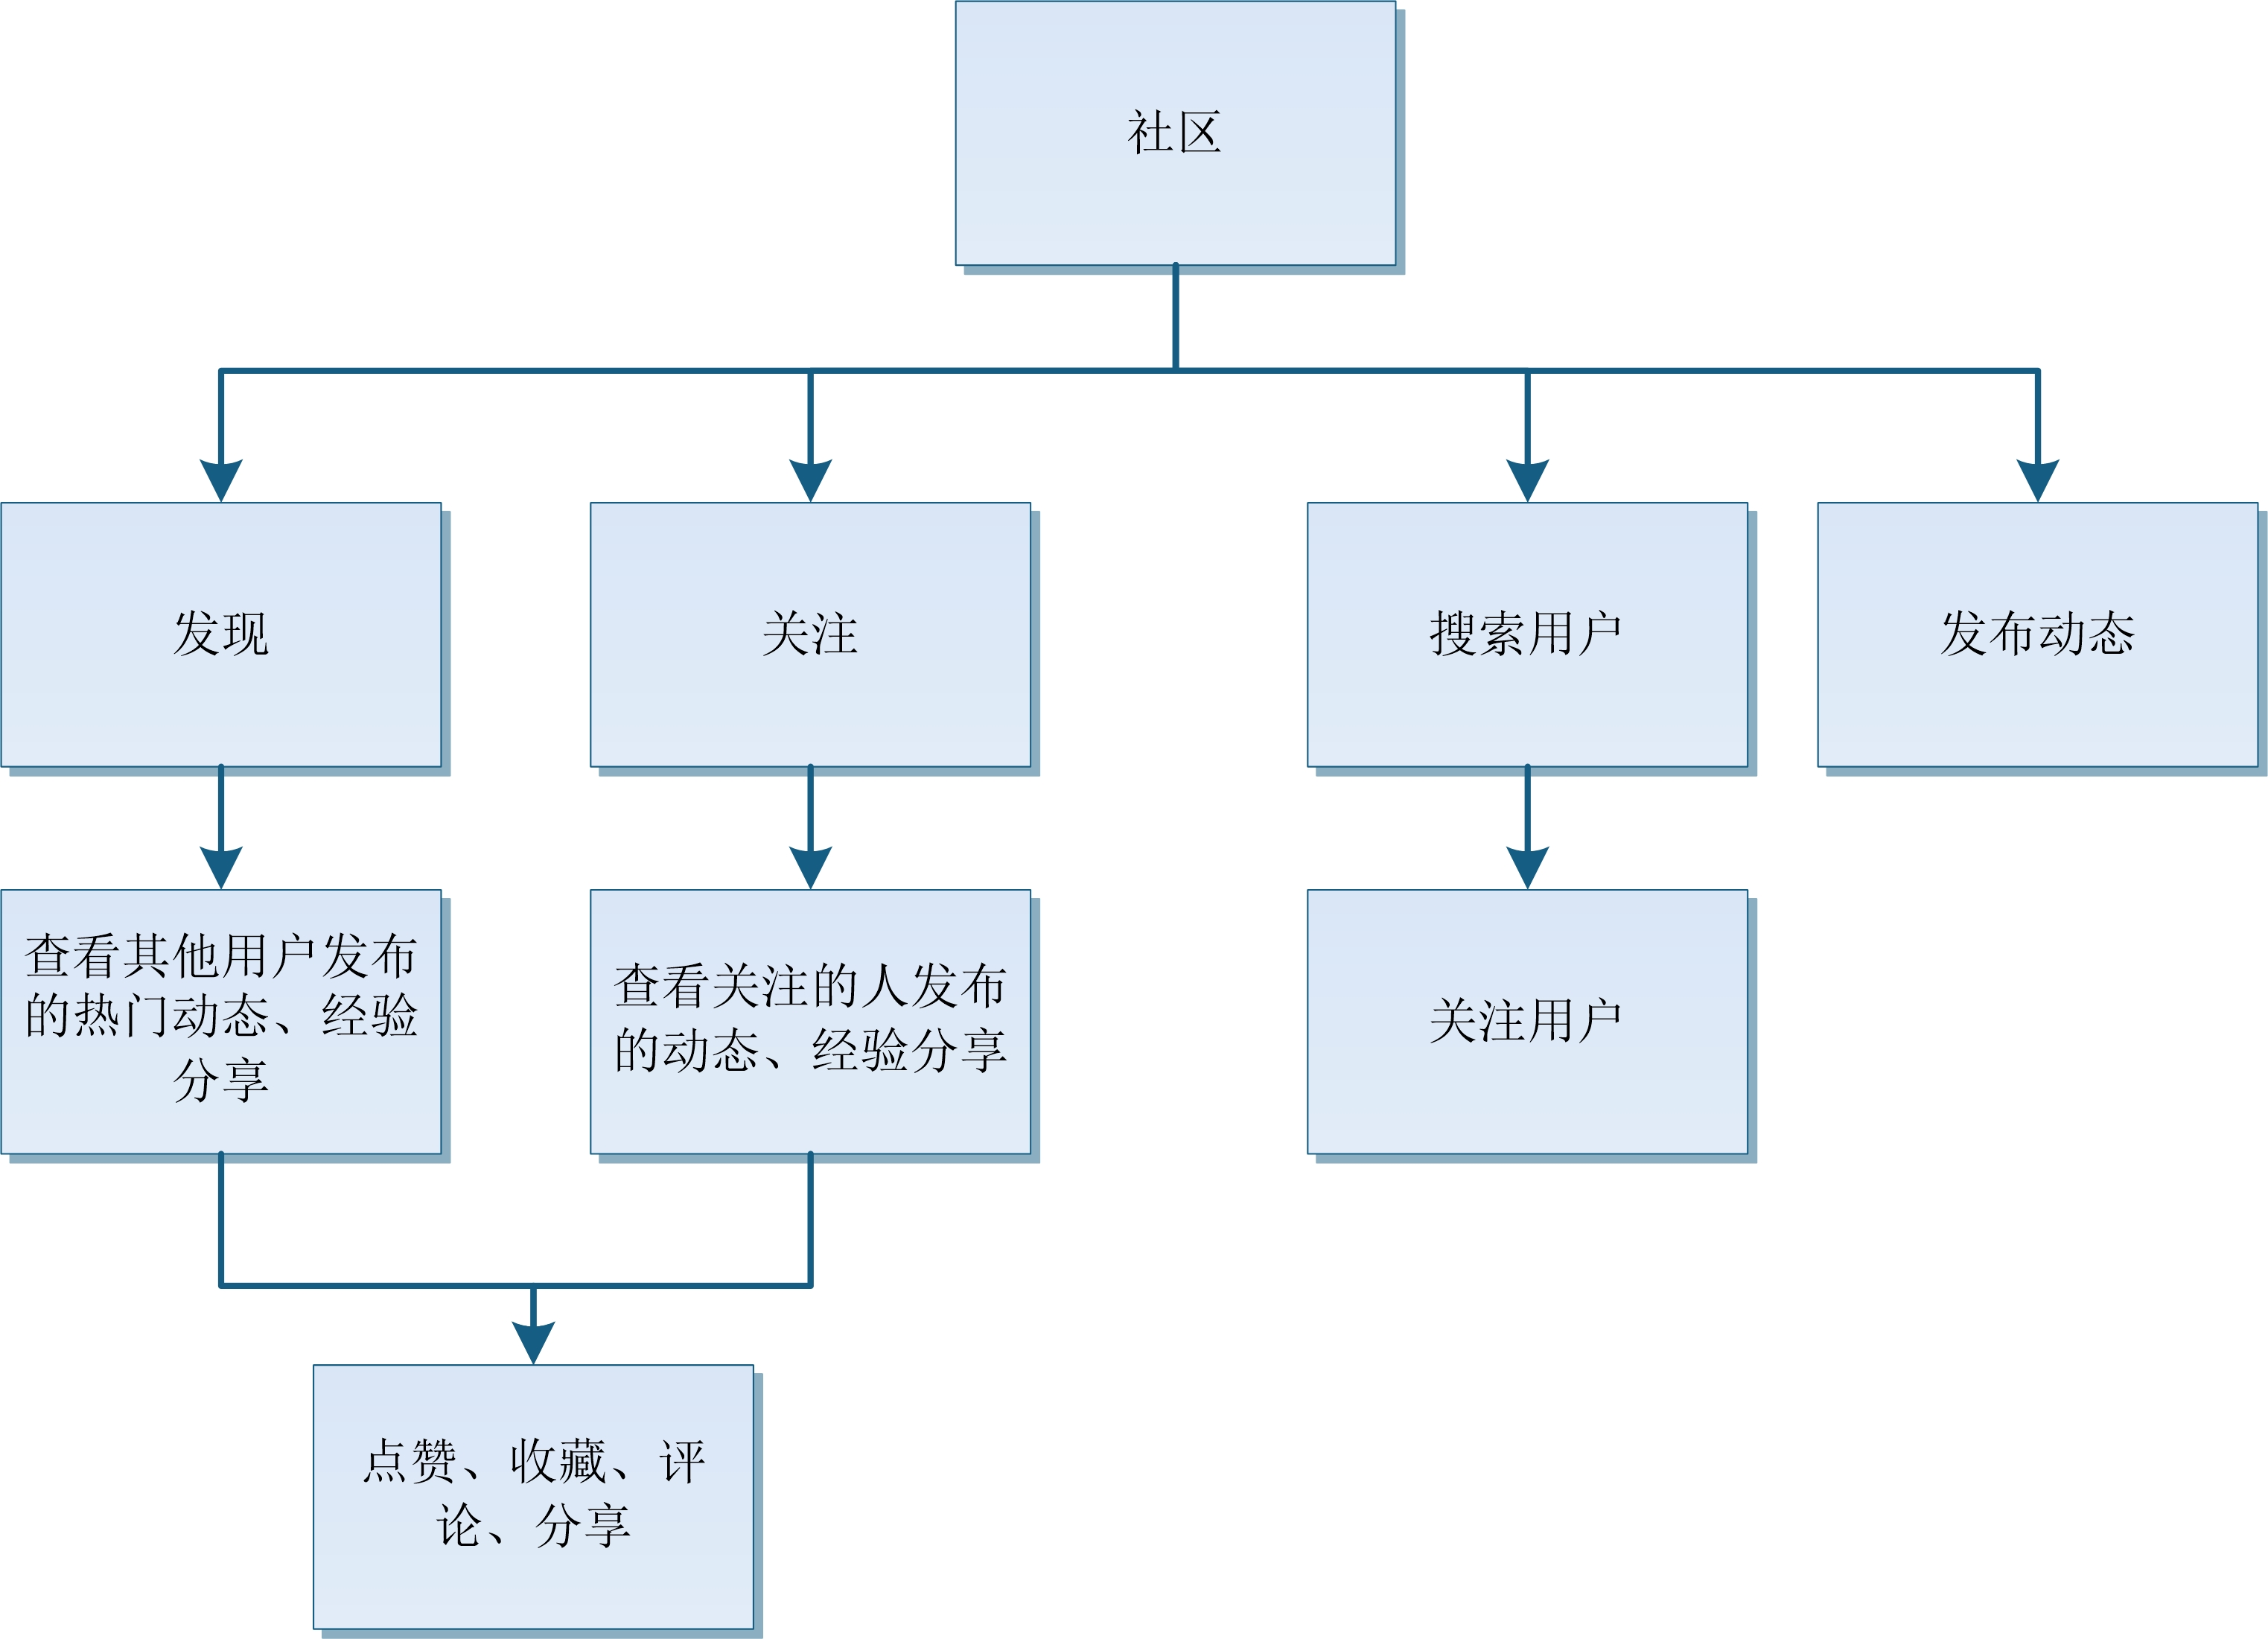 社区
发现
关注
搜索用户
发布动态
查看其他用户发布
的热门动态、经验
分享
查看关注的人发布
的动态、经验分享
关注用户
点赞、收藏、评
论、分享